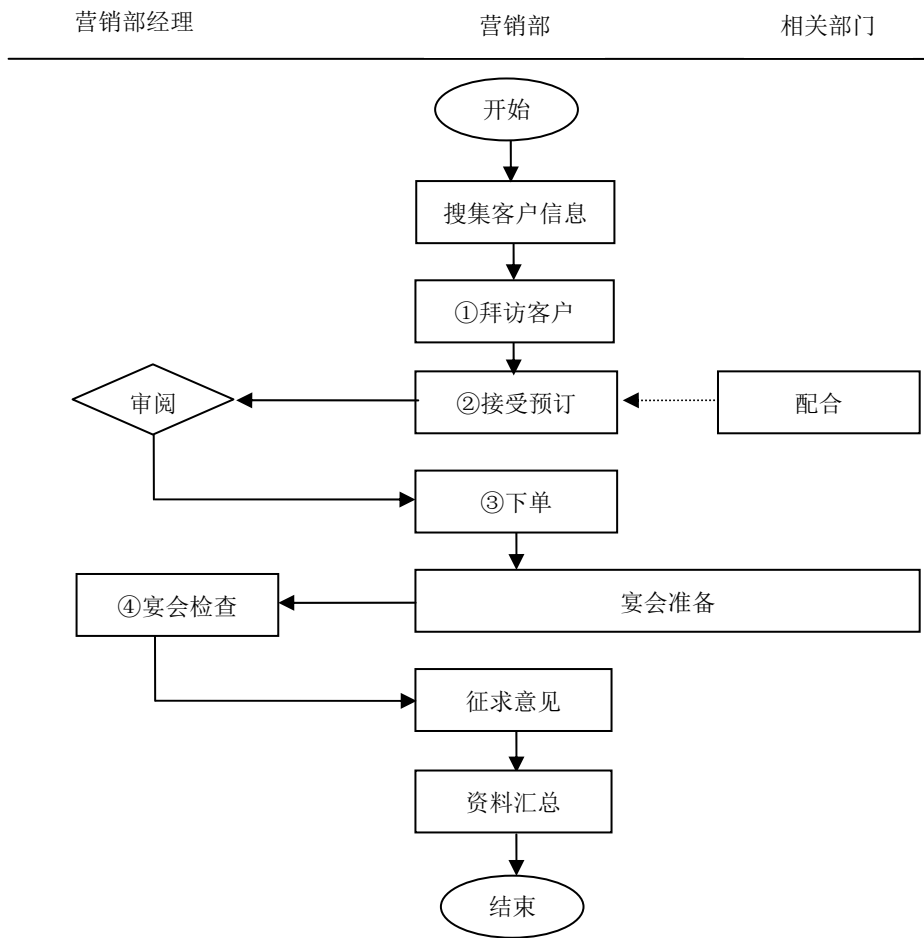 营销部经理
营销部
相关部门
开始
搜集客户信息
①拜访客户
审阅
②接受预订
配合
③下单
④宴会检查
宴会准备
征求意见
资料汇总
结束